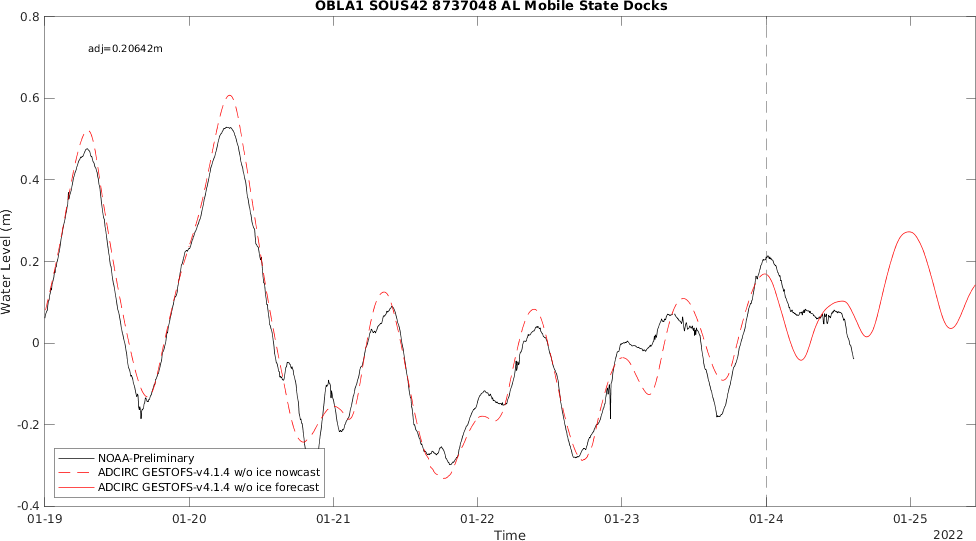 OBLA1 SOUS42 8737048 AL Mobile State Docks
adj=0.20642m
0.8
0.6
0.4
0.2
0
-0.2
-0.4
Water Level (m)
NOAA-Preliminary
ADCIRC GESTOFS-v4.1.4 w/o ice nowcast
ADCIRC GESTOFS-v4.1.4 w/o ice forecast
01-19 01-20 01-21 01-22 01-23 01-24 01-25
Time
2022